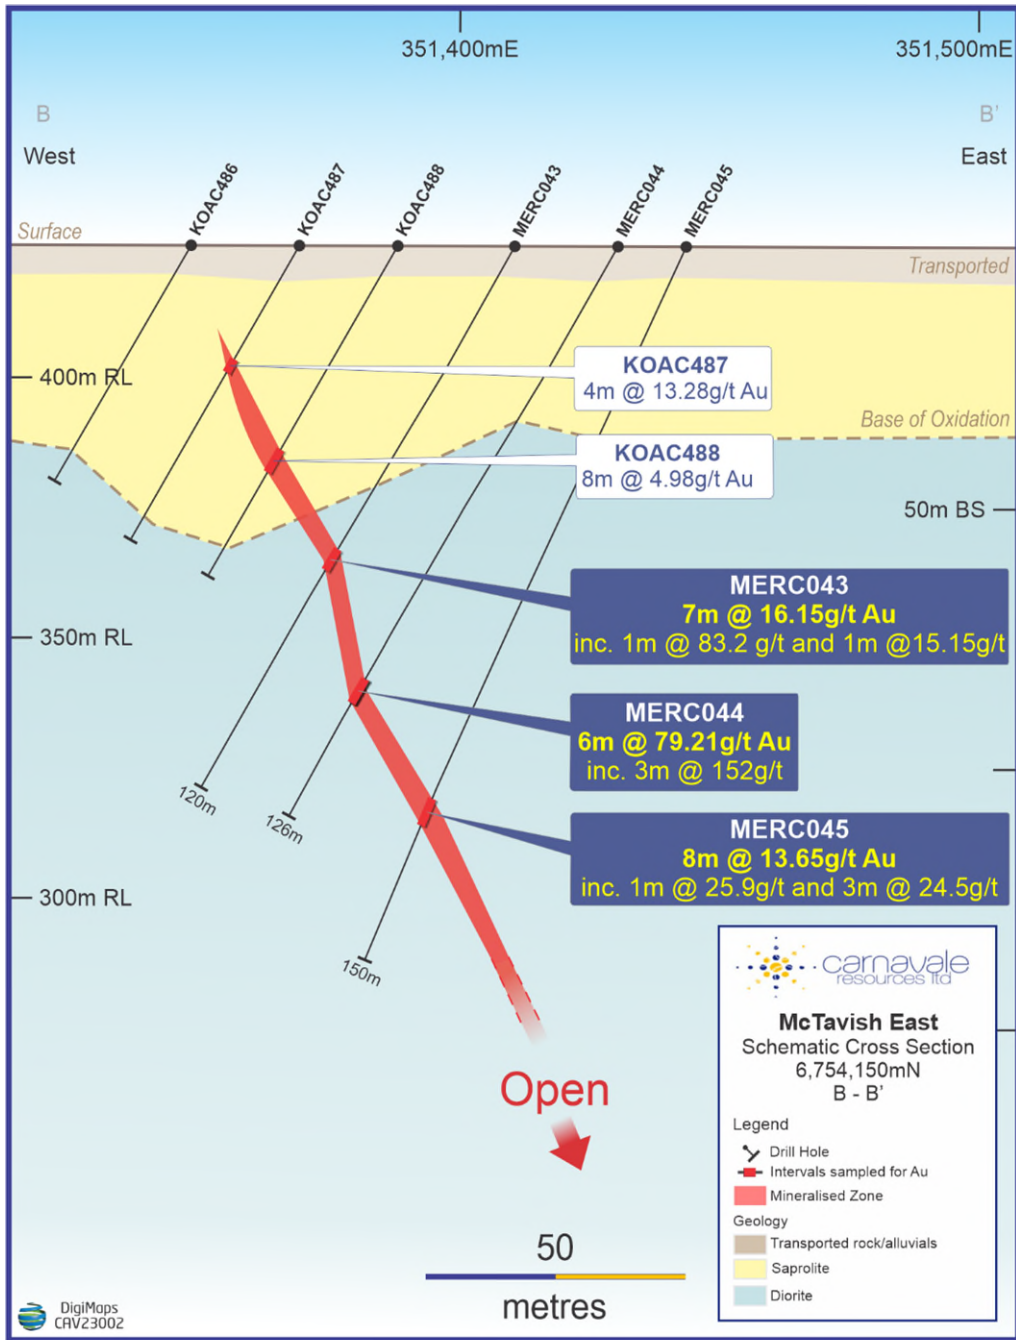 351,400mE
351,500mE
B
B'
West
East
KOAC486
KOAC487
KOAC488
MERC043
MERC044
MERC045
Surface
Transported
400m RL
KOAC487
4m @ 13.28g/t Au
Base of Oxidation
KOAC488
8m @ 4.98g/t Au
50m BS
MERC043
7m @ 16.15g/t Au
inc. 1m @ 83.2 g/t and 1m @15.15g/t
350m RL
MERC044
6m @ 79.21g/t Au
inc. 3m @ 152g/t
120m
126m
MERC045
8m @ 13.65g/t Au
inc. 1m @ 25.9g/t and 3m @ 24.5g/t
300m RL
150m
Open
carnavale
resources ltd
McTavish East
Schematic Cross Section
6,754,150mN
B - B'
Legend
Drill Hole
Intervals sampled for Au
Mineralised Zone
Geology
Transported rock/alluvials
Saprolite
Diorite
50
metres
DigiMaps
CAV23002